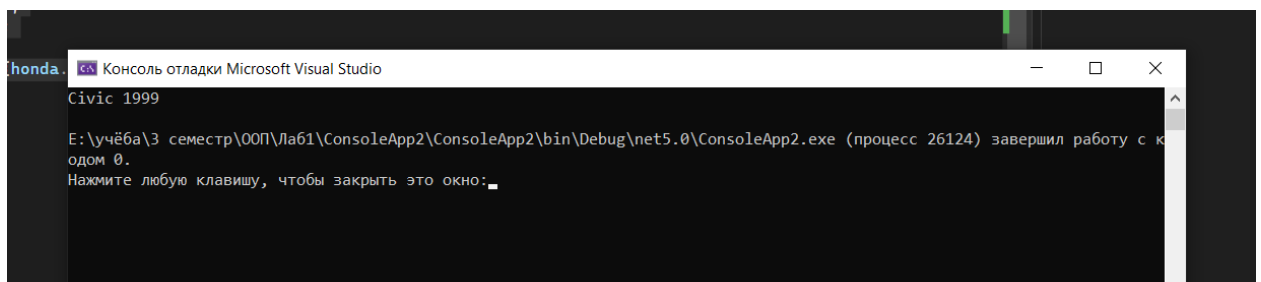 [honda.
Консоль отладки Microsoft Visual Studio
Civic 1999
E:\учёба\3 семестр\ООП\Лаб1\ConsoleApp2\ConsoleApp2\bin\Debug\net5.0\ConsoleApp2.exe (процесс 26124) завершил работу с к
одом 0.
Нажмите любую клавишу, чтобы закрыть это окно: